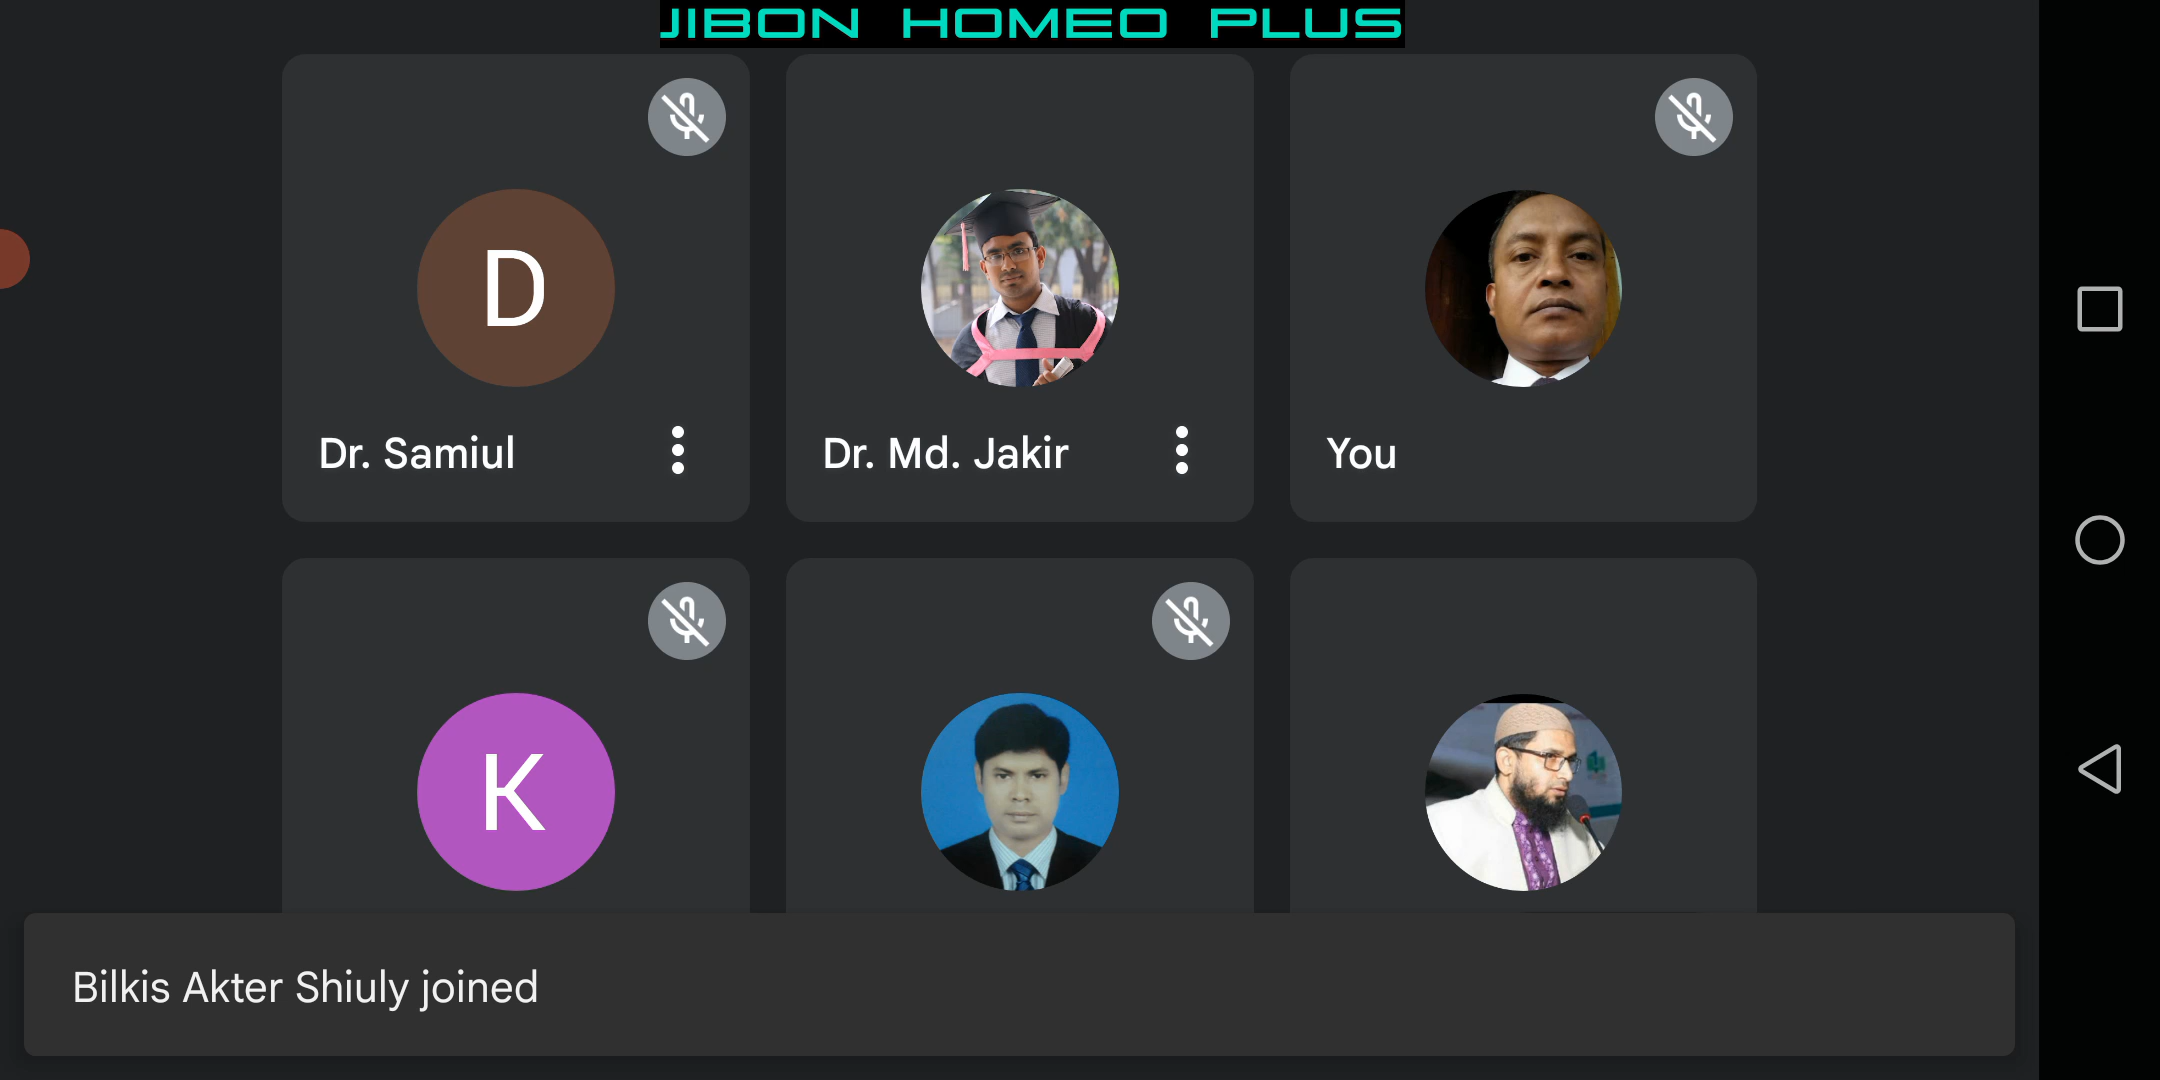 JIBON HOMEO PLUS
D
Dr. Samiul
Dr. Md. Jakir
You
K
Bilkis Akter Shiuly joined